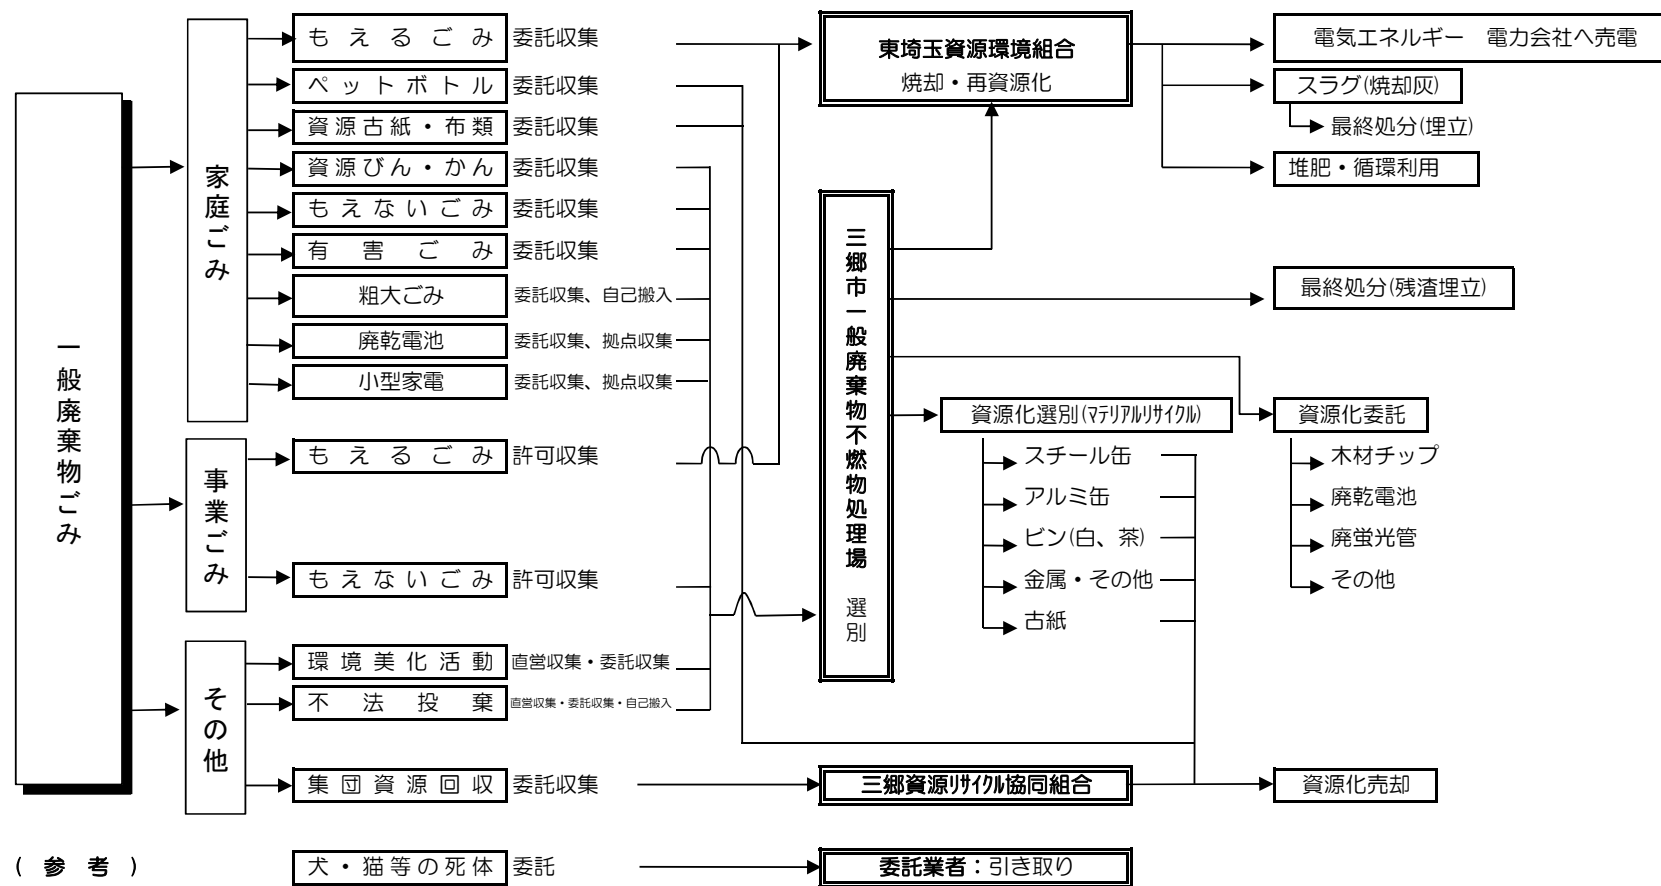 一般廃棄物ごみ
家庭ごみ
もえるごみ 委託収集
ペットボトル 委託収集
資源古紙・布類 委託収集
資源びん・かん 委託収集
もえないごみ 委託収集
有害ごみ 委託収集
粗大ごみ 委託収集、自己搬入
廃乾電池 委託収集、拠点収集
小型家電 委託収集、拠点収集
事業ごみ
もえるごみ 許可収集
もえないごみ 許可収集
その他
環境美化活動 直営収集・委託収集
不法投棄 直営収集・委託収集・自己搬入
集団資源回収 委託収集
東埼玉資源環境組合
焼却・再資源化
三郷市一般廃棄物不燃物処理場 選別
三郷資源ﾘｻｲｸﾙ協同組合
電気エネルギー 電力会社へ売電
スラグ(焼却灰)
最終処分(埋立)
堆肥・循環利用
最終処分(残渣埋立)
資源化選別(ﾏﾃﾘｱﾙﾘｻｲｸﾙ)
スチール缶
アルミ缶
ビン(白、茶)
金属・その他
古紙
資源化委託
木材チップ
廃乾電池
廃蛍光管
その他
資源化売却
(参考)
犬・猫等の死体 委託
委託業者：引き取り